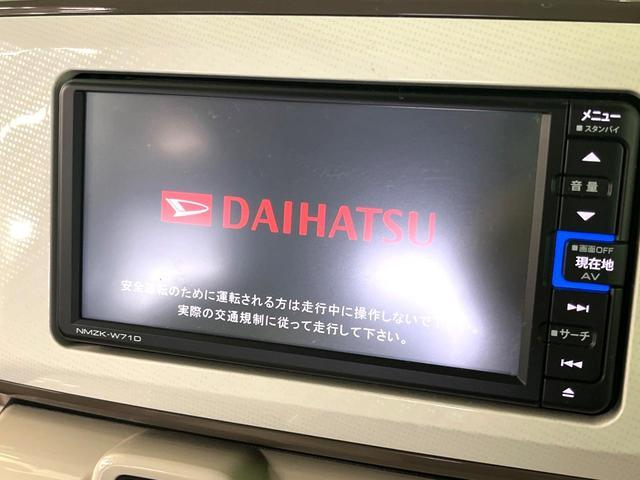 DAIHATSU
安全運転のために運転される方は走行中に操作しないで下さい。
実際の交通規制に従って走行して下さい。
NMZK-W71D
メニュー
スタンバイ
音量
画面OFF
現在地
AV
サーチ